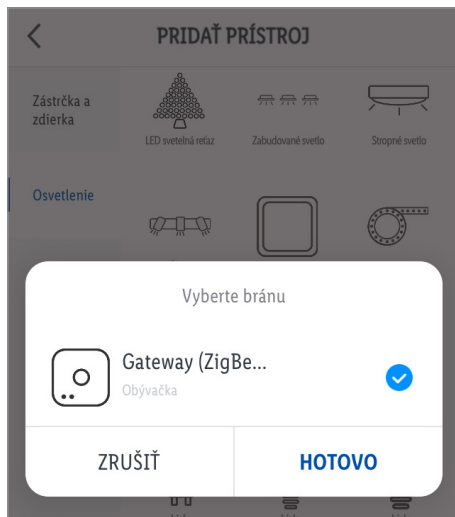 PRIDAŤ PRÍSTROJ
Zástrčka a
zdierka
LED svetelná reťaz
Zabudované svetlo
Stropné svetlo
Osvetlenie
Vyberte bránu
Gateway (ZigBe...
Obývačka
ZRUŠIŤ
HOTOVO